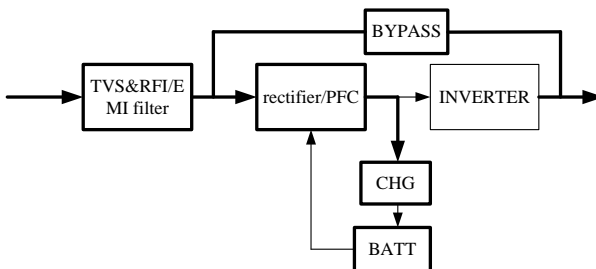 BYPASS
TVS&RFI/E
MI filter
rectifier/PFC
INVERTER
CHG
BATT